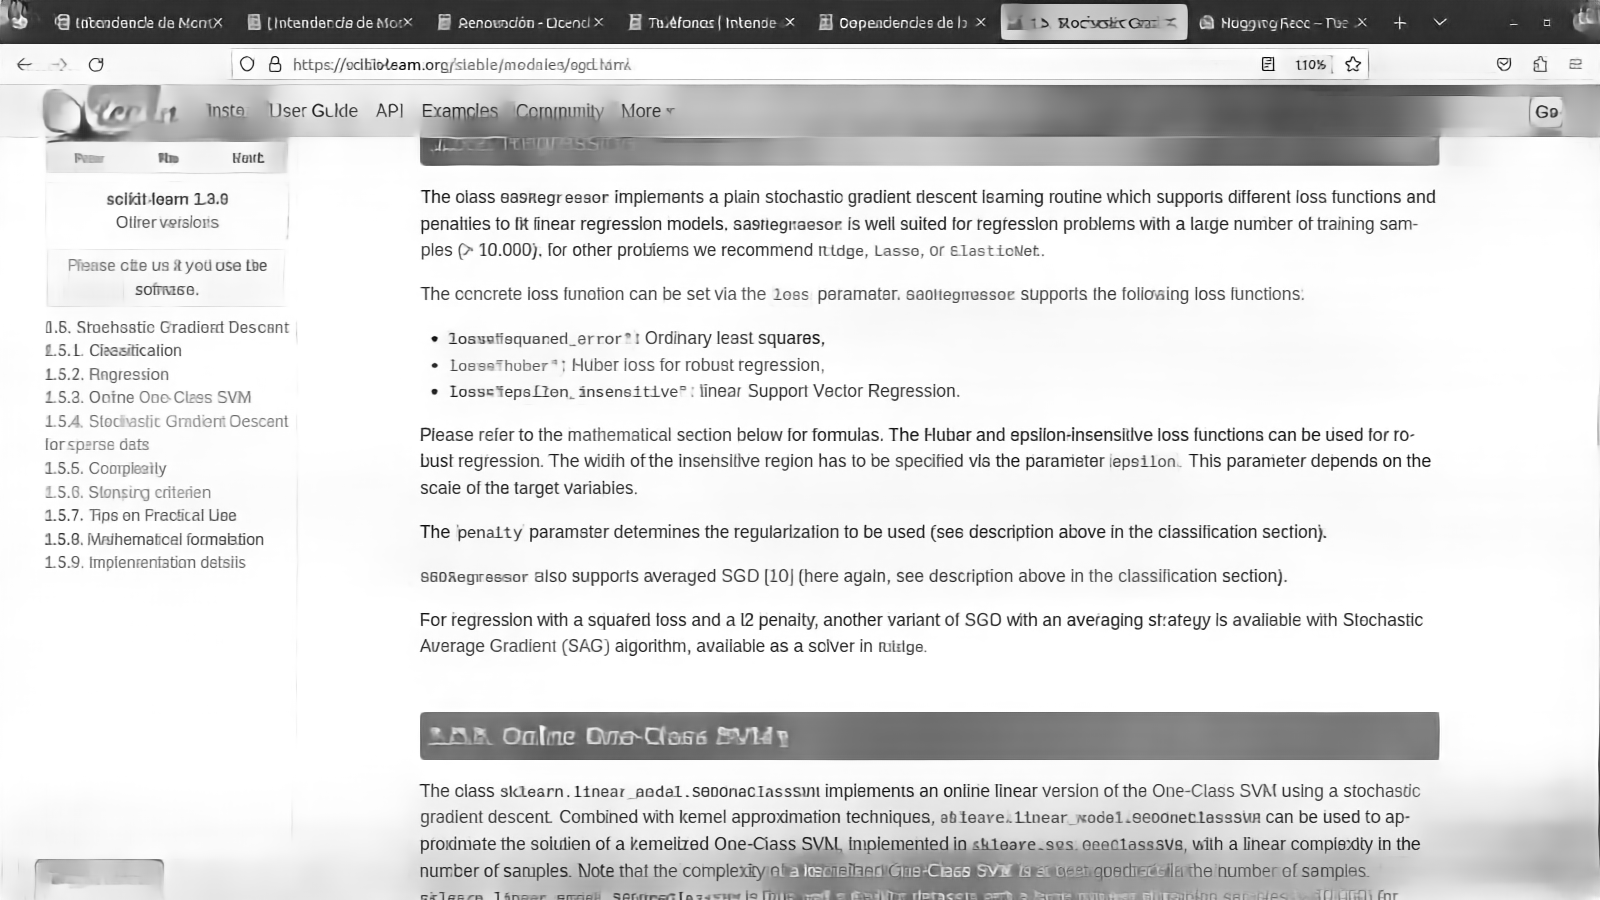 Intendencia de Mon
Intendencia de Mon
Renovación -
Teléfonos | Intende
Dependencias de
1.5. Stochastic Gra
Hugging Face – The
https://scikit-learn.org/stable/modules/sgd.html
110%
Install User Guide API Examples Community More
Go
Prev Up Next
scikit-learn 1.3.0
Other versions
Please cite us if you use the
software.
1.5. Stochastic Gradient Descent
1.5.1. Classification
1.5.2. Regression
1.5.3. Online One-Class SVM
1.5.4. Stochastic Gradient Descent
for sparse data
1.5.5. Complexity
1.5.6. Stopping criterion
1.5.7. Tips on Practical Use
1.5.8. Mathematical formulation
1.5.9. Implementation details
1.5.2. Regression
The class SGDRegressor implements a plain stochastic gradient descent learning routine which supports different loss functions and
penalties to fit linear regression models. SGDRegressor is well suited for regression problems with a large number of training sam-
ples (> 10.000), for other problems we recommend Ridge, Lasso, or ElasticNet.
The concrete loss function can be set via the loss parameter. SGDRegressor supports the following loss functions:
• loss="squared_error": Ordinary least squares,
• loss="huber": Huber loss for robust regression,
• loss="epsilon_insensitive": linear Support Vector Regression.
Please refer to the mathematical section below for formulas. The Huber and epsilon-insensitive loss functions can be used for ro-
bust regression. The width of the insensitive region has to be specified via the parameter epsilon. This parameter depends on the
scale of the target variables.
The penalty parameter determines the regularization to be used (see description above in the classification section).
SGDRegressor also supports averaged SGD [10] (here again, see description above in the classification section).
For regression with a squared loss and a l2 penalty, another variant of SGD with an averaging strategy is available with Stochastic
Average Gradient (SAG) algorithm, available as a solver in Ridge.
1.5.3. Online One-Class SVM
The class sklearn.linear_model.SGDOneClassSVM implements an online linear version of the One-Class SVM using a stochastic
gradient descent. Combined with kernel approximation techniques, sklearn.linear_model.SGDOneClassSVM can be used to ap-
proximate the solution of a kernelized One-Class SVM, implemented in sklearn.svm.OneClassSVM, with a linear complexity in the
number of samples. Note that the complexity of a kernelized One-Class SVM is at best quadratic in the number of samples.
sklearn.linear_model.SGDOneClassSVM is